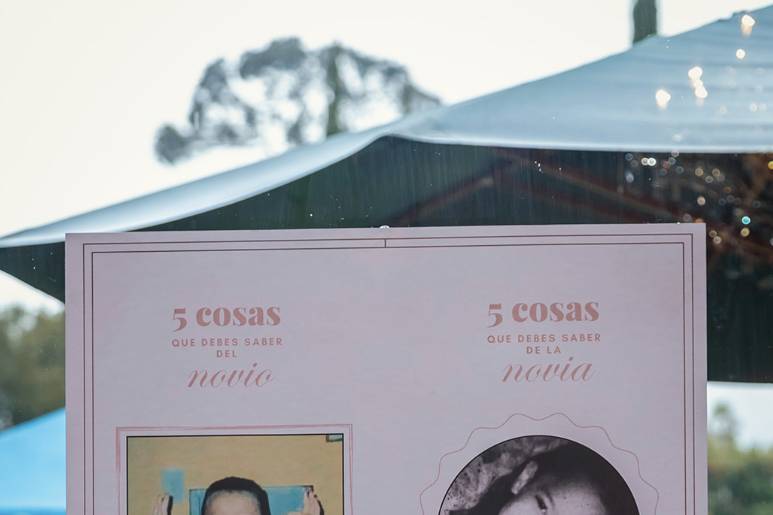 5 cosas
QUE DEBES SABER
DEL
novio
5 cosas
QUE DEBES SABER
DE LA
novia